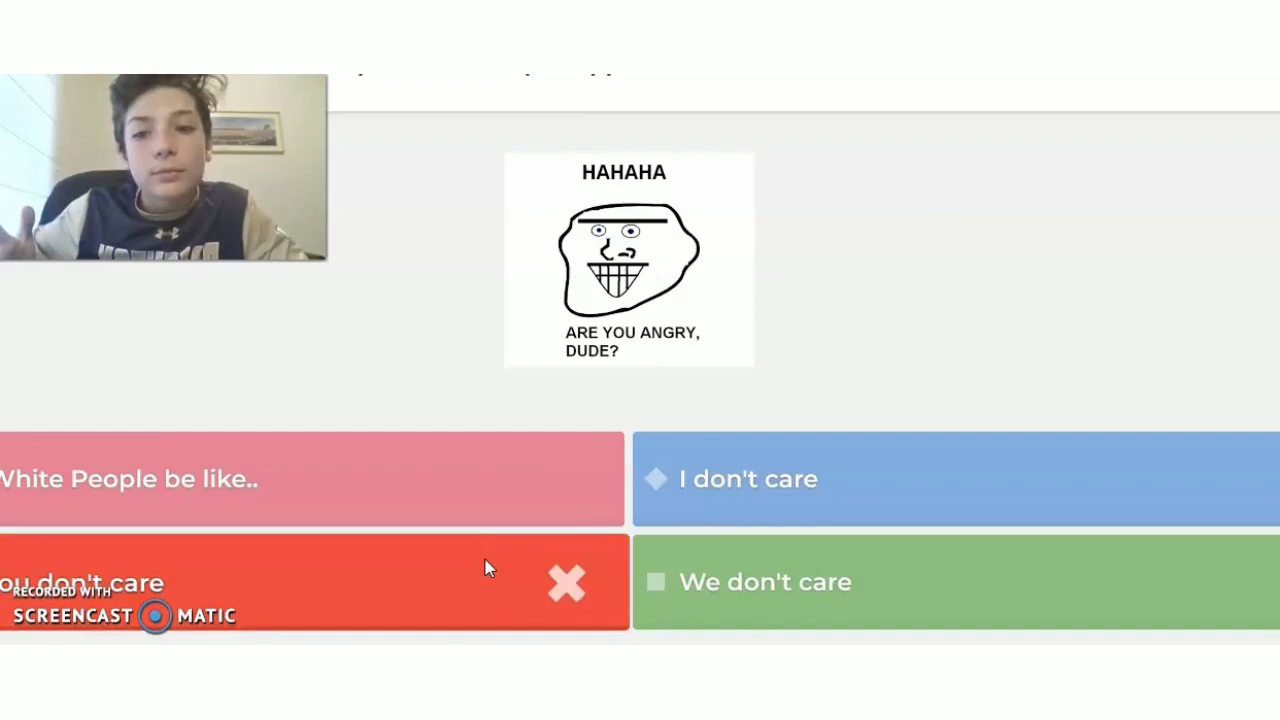 HAHAHA
ARE YOU ANGRY,
DUDE?
White People be like..
I don't care
ou don't care
We don't care
RECORDED WITH
SCREENCAST MATIC